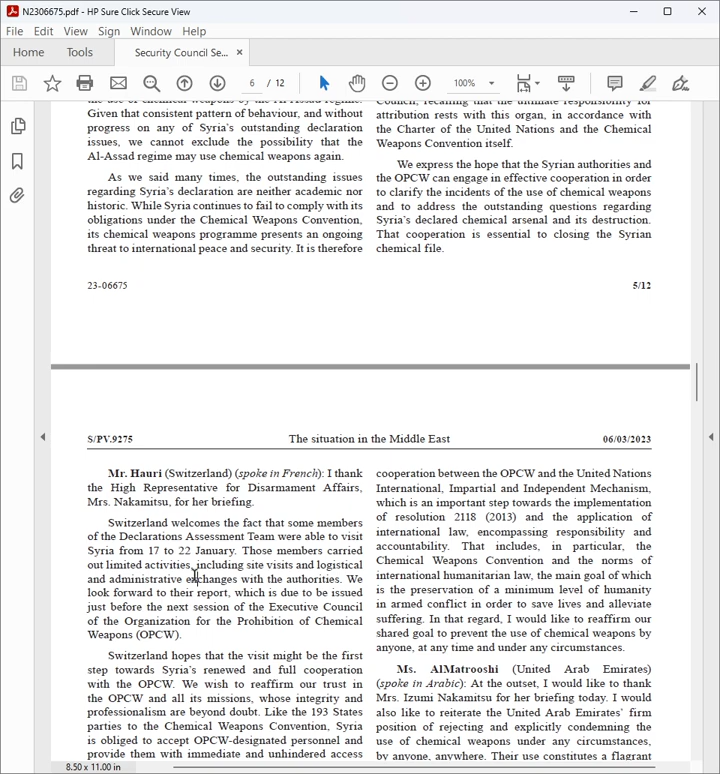 N2306675.pdf - HP Sure Click Secure View
File Edit View Sign Window Help
Home Tools Security Council Se... ×
6 / 12 100%
the use of chemical weapons by the Al-Assad regime.
Given that consistent pattern of behaviour, and without
progress on any of Syria's outstanding declaration
issues, we cannot exclude the possibility that the
Al-Assad regime may use chemical weapons again.
As we said many times, the outstanding issues
regarding Syria's declaration are neither academic nor
historic. While Syria continues to fail to comply with its
obligations under the Chemical Weapons Convention,
its chemical weapons programme presents an ongoing
threat to international peace and security. It is therefore
Council, recalling that the ultimate responsibility for
attribution rests with this organ, in accordance with
the Charter of the United Nations and the Chemical
Weapons Convention itself.
We express the hope that the Syrian authorities and
the OPCW can engage in effective cooperation in order
to clarify the incidents of the use of chemical weapons
and to address the outstanding questions regarding
Syria's declared chemical arsenal and its destruction.
That cooperation is essential to closing the Syrian
chemical file.
23-06675 5/12
S/PV.9275 The situation in the Middle East 06/03/2023
Mr. Hauri (Switzerland) (spoke in French): I thank
the High Representative for Disarmament Affairs,
Mrs. Nakamitsu, for her briefing.
Switzerland welcomes the fact that some members
of the Declarations Assessment Team were able to visit
Syria from 17 to 22 January. Those members carried
out limited activities, including site visits and logistical
and administrative exchanges with the authorities. We
look forward to their report, which is due to be issued
just before the next session of the Executive Council
of the Organization for the Prohibition of Chemical
Weapons (OPCW).
Switzerland hopes that the visit might be the first
step towards Syria's renewed and full cooperation
with the OPCW. We wish to reaffirm our trust in
the OPCW and all its missions, whose integrity and
professionalism are beyond doubt. Like the 193 States
parties to the Chemical Weapons Convention, Syria
is obliged to accept OPCW-designated personnel and
provide them with immediate and unhindered access
cooperation between the OPCW and the United Nations
International, Impartial and Independent Mechanism,
which is an important step towards the implementation
of resolution 2118 (2013) and the application of
international law, encompassing responsibility and
accountability. That includes, in particular, the
Chemical Weapons Convention and the norms of
international humanitarian law, the main goal of which
is the preservation of a minimum level of humanity
in armed conflict in order to save lives and alleviate
suffering. In that regard, I would like to reaffirm our
shared goal to prevent the use of chemical weapons by
anyone, at any time and under any circumstances.
Ms. AlMatrooshi (United Arab Emirates)
(spoke in Arabic): At the outset, I would like to thank
Mrs. Izumi Nakamitsu for her briefing today. I would
also like to reiterate the United Arab Emirates' firm
position of rejecting and explicitly condemning the
use of chemical weapons under any circumstances,
by anyone, anywhere. Their use constitutes a flagrant
8.50 x 11.00 in